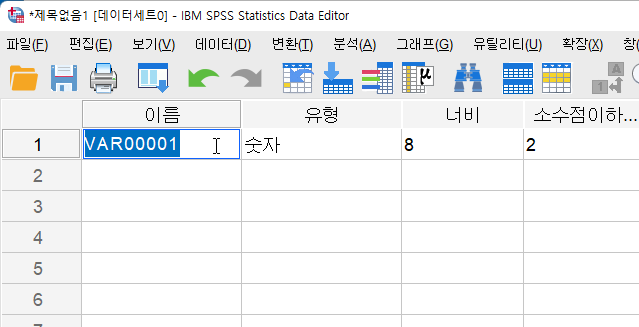 *제목없음1 [데이터세트0] - IBM SPSS Statistics Data Editor
파일(F) 편집(E) 보기(V) 데이터(D) 변환(T) 분석(A) 그래프(G) 유틸리티(U) 확장(X) 창(
μ A
이름 유형 너비 소수점이하...
1 VAR00001 숫자 8 2
2
3
4
5
6
7